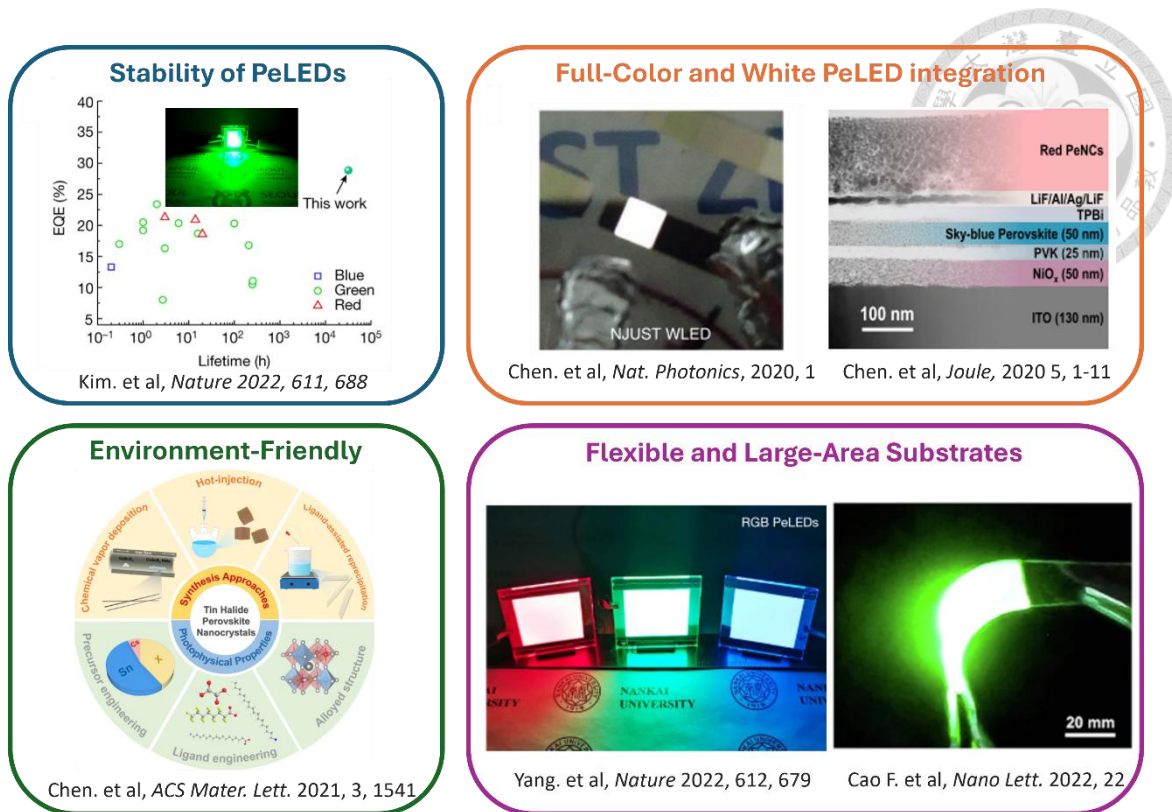 Stability of PeLEDs
EQE (%)
40
35
30
25
20
15
10
5
This work
Blue
Green
Red
10⁻¹ 10⁰ 10¹ 10² 10³ 10⁴ 10⁵
Lifetime (h)
Kim. et al, Nature 2022, 611, 688
Full-Color and White PeLED integration
ST
NJUST WLED
Chen. et al, Nat. Photonics, 2020, 1
Red PeNCs
LiF/Al/Ag/LiF
TPBi
Sky-blue Perovskite (50 nm)
PVK (25 nm)
NiOₓ (50 nm)
ITO (130 nm)
100 nm
Chen. et al, Joule, 2020 5, 1-11
臺
立
國
Environment-Friendly
Hot-injection
Chemical vapor deposition
Ligand-assisted reprecipitation
Synthesis Approaches
Tin Halide
Perovskite
Nanocrystals
Photophysical Properties
Precursor engineering
Cs
Sn
X
Ligand engineering
Alloyed structure
Chen. et al, ACS Mater. Lett. 2021, 3, 1541
Flexible and Large-Area Substrates
RGB PeLEDs
NANKAI
UNIVERSITY
Yang. et al, Nature 2022, 612, 679
20 mm
Cao F. et al, Nano Lett. 2022, 22